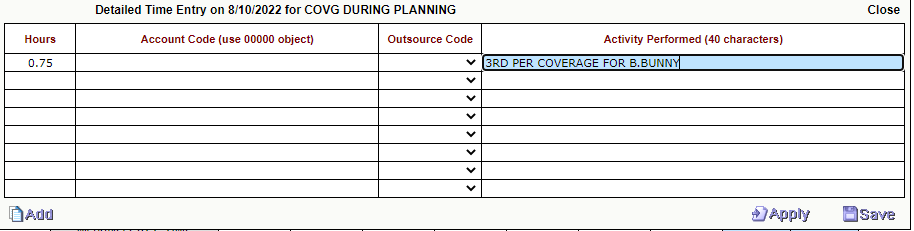 Detailed Time Entry on 8/10/2022 for COVG DURING PLANNING Close
Hours Account Code (use 00000 object) Outsource Code Activity Performed (40 characters)
0.75 3RD PER COVERAGE FOR B.BUNNY
Add Apply Save